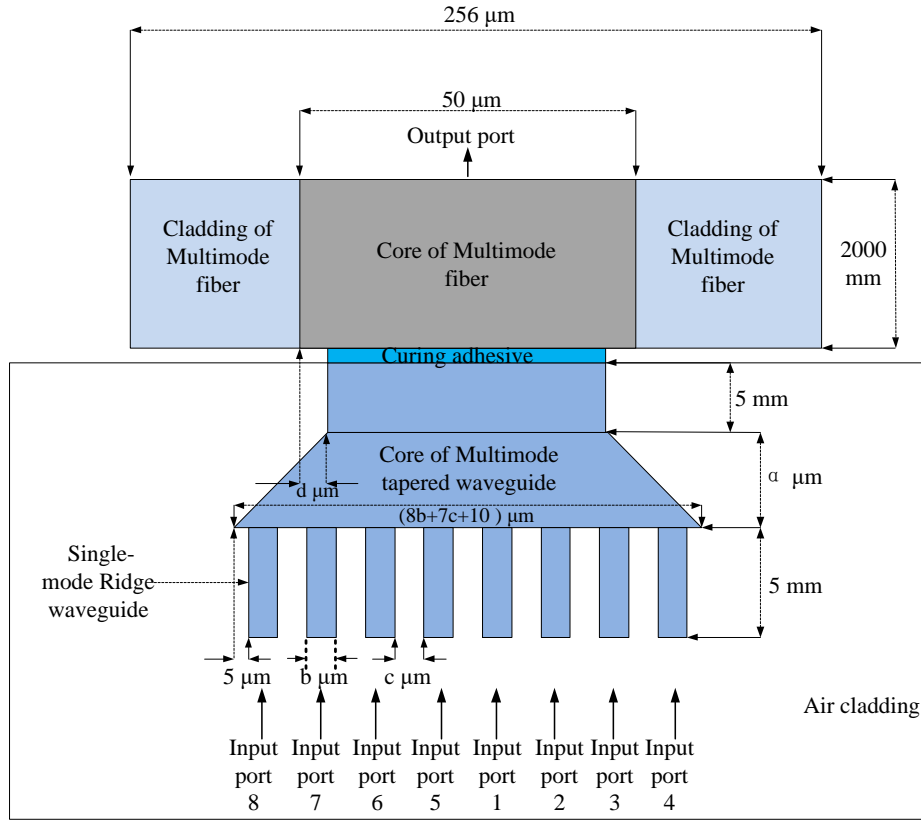 256 μm
50 μm
Output port
Cladding of
Multimode
fiber
Core of Multimode
fiber
Cladding of
Multimode
fiber
2000
mm
Curing adhesive
5 mm
Core of Multimode
tapered waveguide
α μm
d μm
(8b+7c+10 ) μm
Single-
mode Ridge
waveguide
5 mm
5 μm
b μm
c μm
Air cladding
Input
port
8
Input
port
7
Input
port
6
Input
port
5
Input
port
1
Input
port
2
Input
port
3
Input
port
4